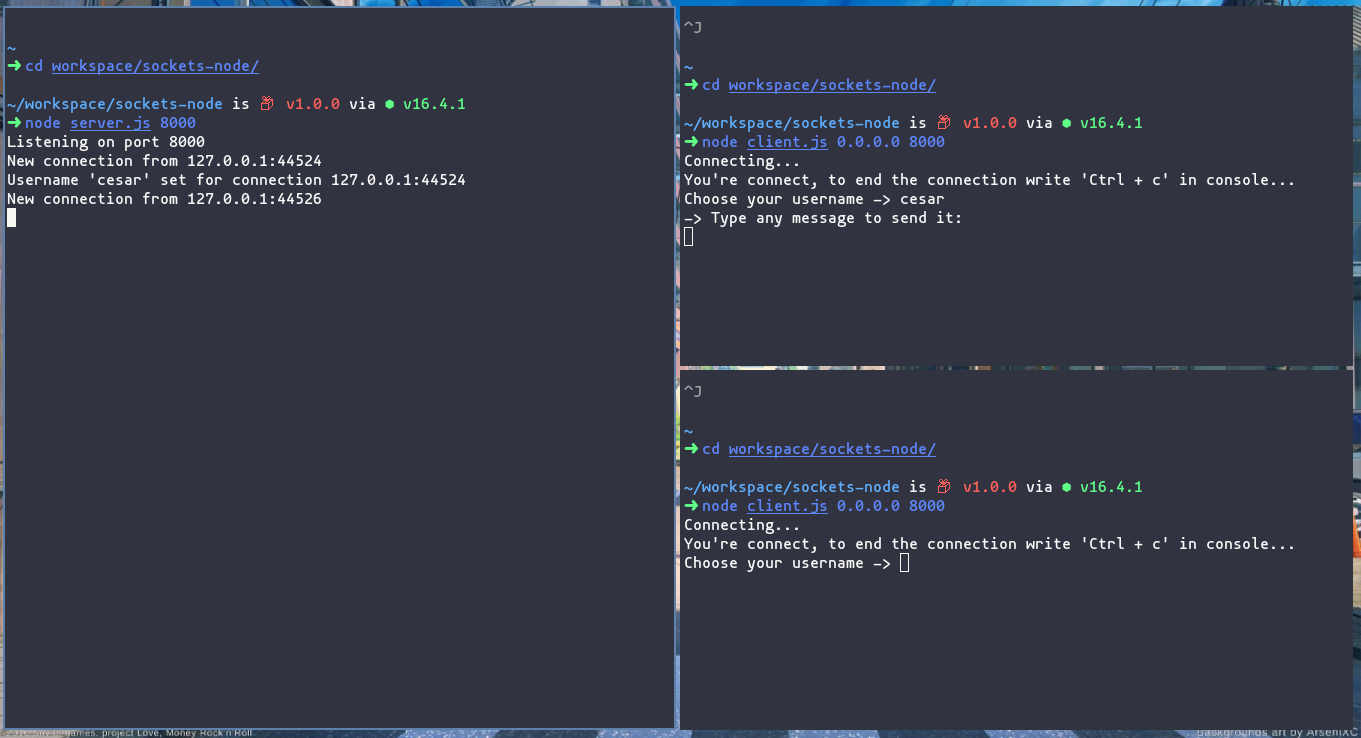 ~
➜ cd workspace/sockets-node/
~/workspace/sockets-node is 🎁 v1.0.0 via ⬢ v16.4.1
➜ node server.js 8000
Listening on port 8000
New connection from 127.0.0.1:44524
Username 'cesar' set for connection 127.0.0.1:44524
New connection from 127.0.0.1:44526
^J
~
➜ cd workspace/sockets-node/
~/workspace/sockets-node is 🎁 v1.0.0 via ⬢ v16.4.1
➜ node client.js 0.0.0.0 8000
Connecting...
You're connect, to end the connection write 'Ctrl + c' in console...
Choose your username -> cesar
-> Type any message to send it:
^J
~
➜ cd workspace/sockets-node/
~/workspace/sockets-node is 🎁 v1.0.0 via ⬢ v16.4.1
➜ node client.js 0.0.0.0 8000
Connecting...
You're connect, to end the connection write 'Ctrl + c' in console...
Choose your username ->
games. project Love, Money Rock'n'Roll
Backgrounds art by ArseniXC